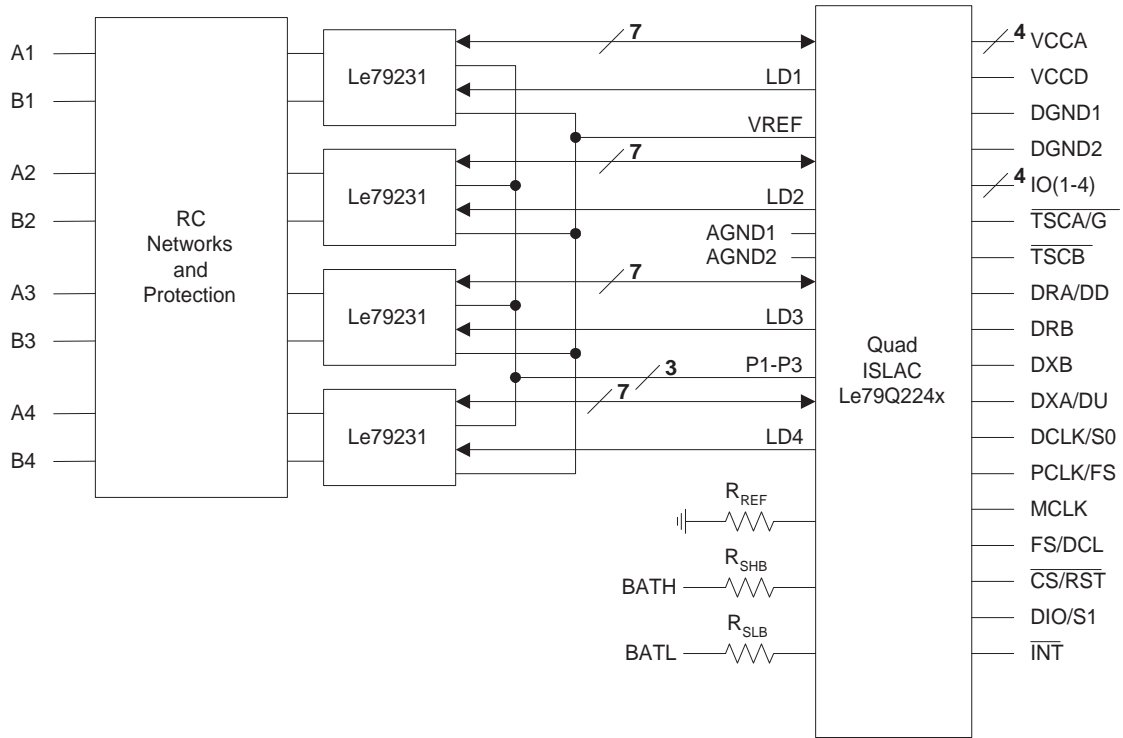 A1
B1
A2
B2
A3
B3
A4
B4
RC
Networks
and
Protection
Le79231
Le79231
Le79231
Le79231
7
LD1
VREF
7
LD2
AGND1
AGND2
7
LD3
P1-P3
3
7
LD4
RREF
BATH
RSHB
BATL
RSLB
Quad
ISLAC
Le79Q224x
4
VCCA
VCCD
DGND1
DGND2
4
IO(1-4)
TSCA/G
TSCB
DRA/DD
DRB
DXB
DXA/DU
DCLK/S0
PCLK/FS
MCLK
FS/DCL
CS/RST
DIO/S1
INT